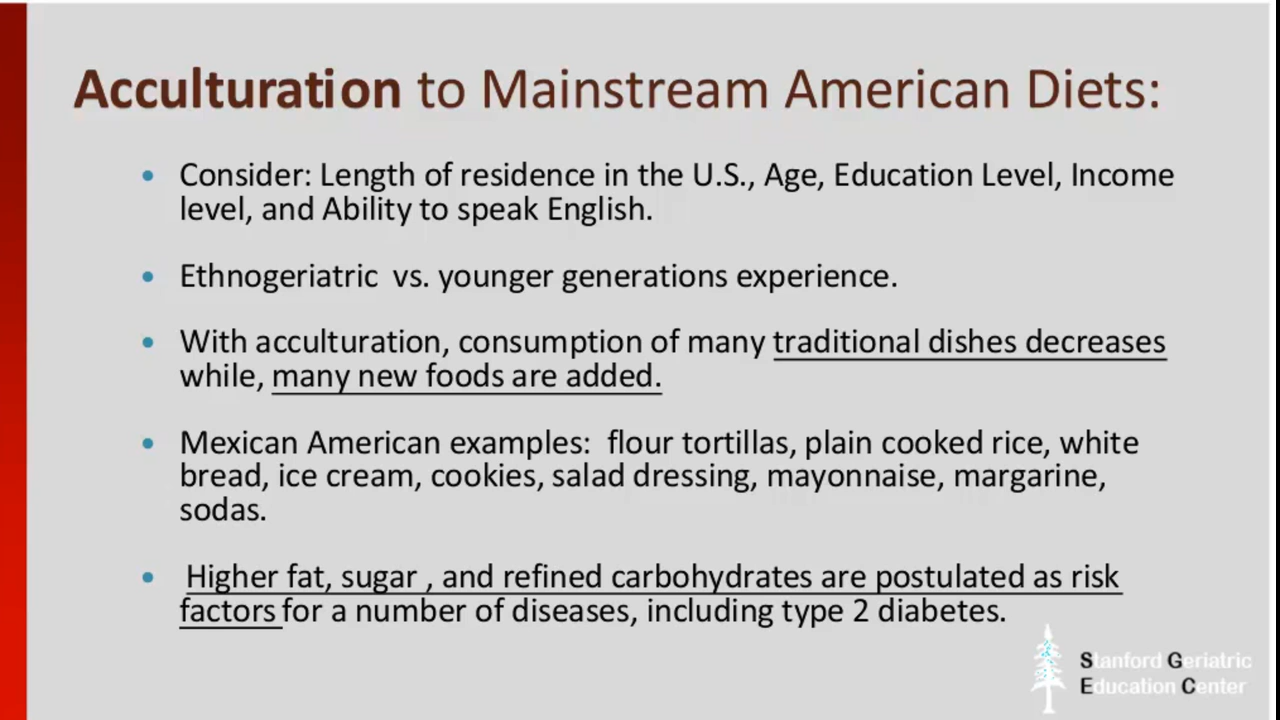 Acculturation to Mainstream American Diets:
Consider: Length of residence in the U.S., Age, Education Level, Income
level, and Ability to speak English.
Ethnogeriatric vs. younger generations experience.
With acculturation, consumption of many traditional dishes decreases
while, many new foods are added.
Mexican American examples: flour tortillas, plain cooked rice, white
bread, ice cream, cookies, salad dressing, mayonnaise, margarine,
sodas.
Higher fat, sugar , and refined carbohydrates are postulated as risk
factors for a number of diseases, including type 2 diabetes.
Stanford Geriatric
Education Center